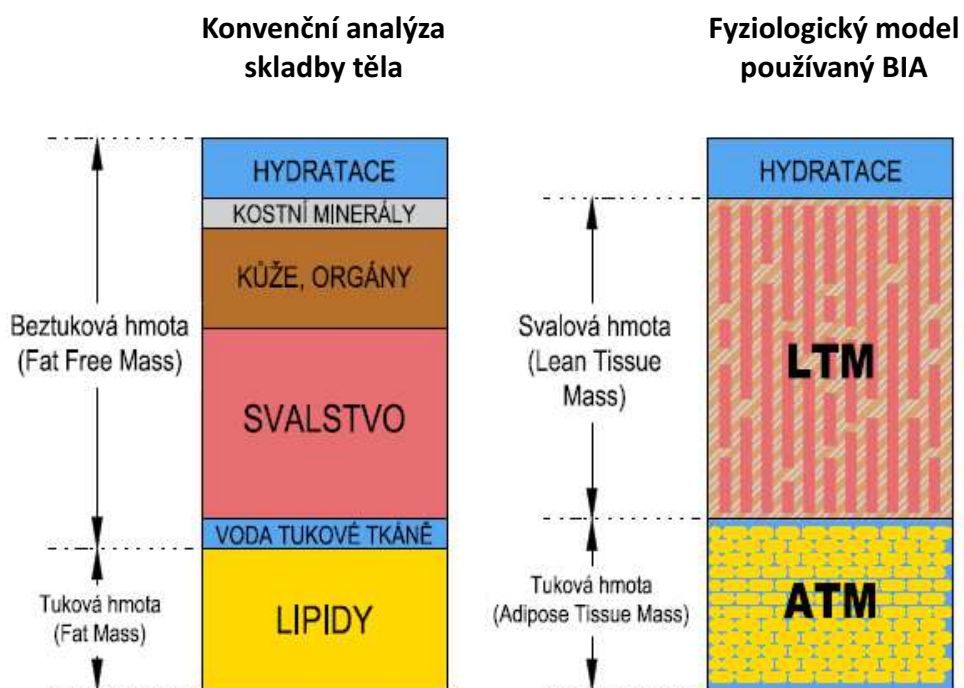 Konvenční analýza
skladby těla
Fyziologický model
používaný BIA
HYDRATACE
KOSTNÍ MINERÁLY
KŮŽE, ORGÁNY
Beztuková hmota
(Fat Free Mass)
SVALSTVO
VODA TUKOVÉ TKÁNĚ
Tuková hmota
(Fat Mass)
LIPIDY
HYDRATACE
Svalová hmota
(Lean Tissue
Mass)
LTM
Tuková hmota
(Adipose Tissue Mass)
ATM